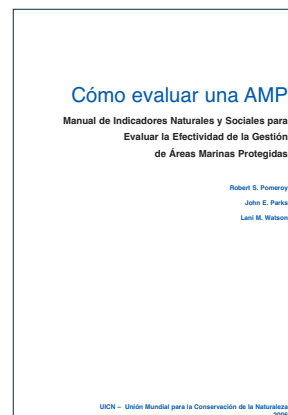 Cómo evaluar una AMP
Manual de Indicadores Naturales y Sociales para
Evaluar la Efectividad de la Gestión
de Áreas Marinas Protegidas
Robert S. Pomeroy
John E. Parks
Lani M. Watson
UICN – Unión Mundial para la Conservación de la Naturaleza
2006